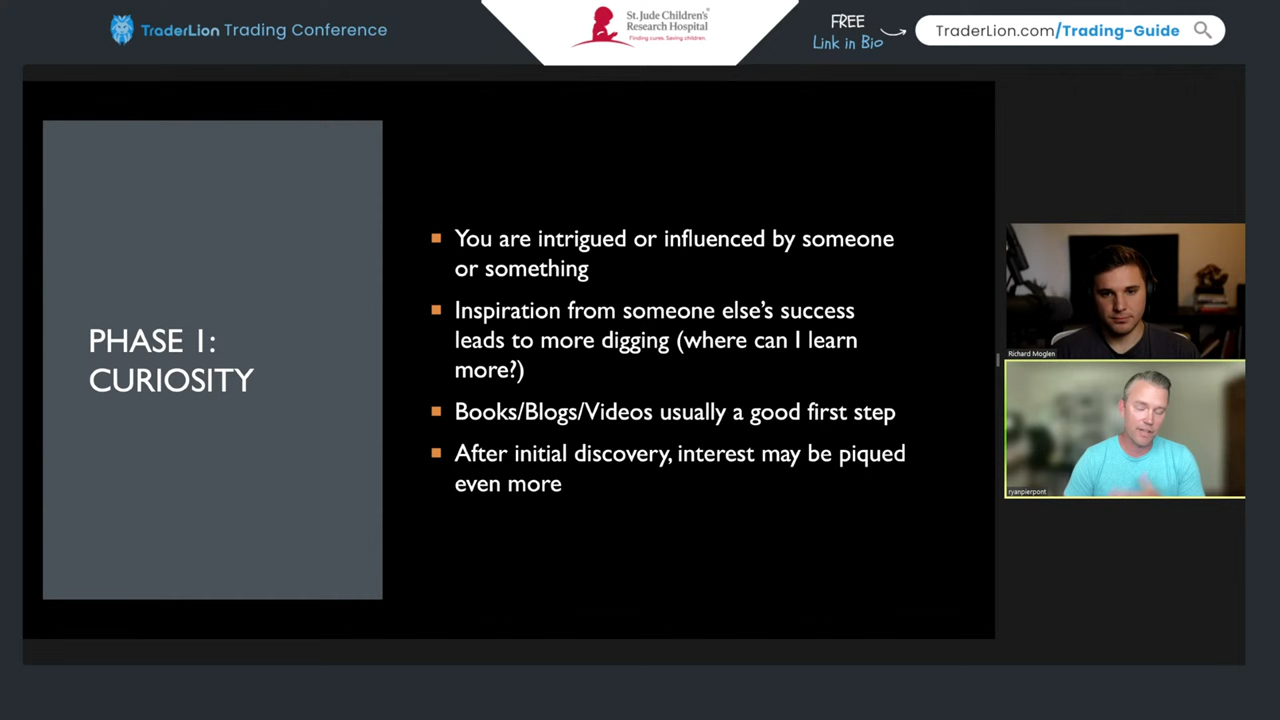 TraderLion Trading Conference
St. Jude Children's
Research Hospital
Finding cures. Saving children.
FREE
Link in Bio
TraderLion.com/Trading-Guide
PHASE 1:
CURIOSITY
You are intrigued or influenced by someone
or something
Inspiration from someone else's success
leads to more digging (where can I learn
more?)
Books/Blogs/Videos usually a good first step
After initial discovery, interest may be piqued
even more
Richard Moglen
ryanpierpont